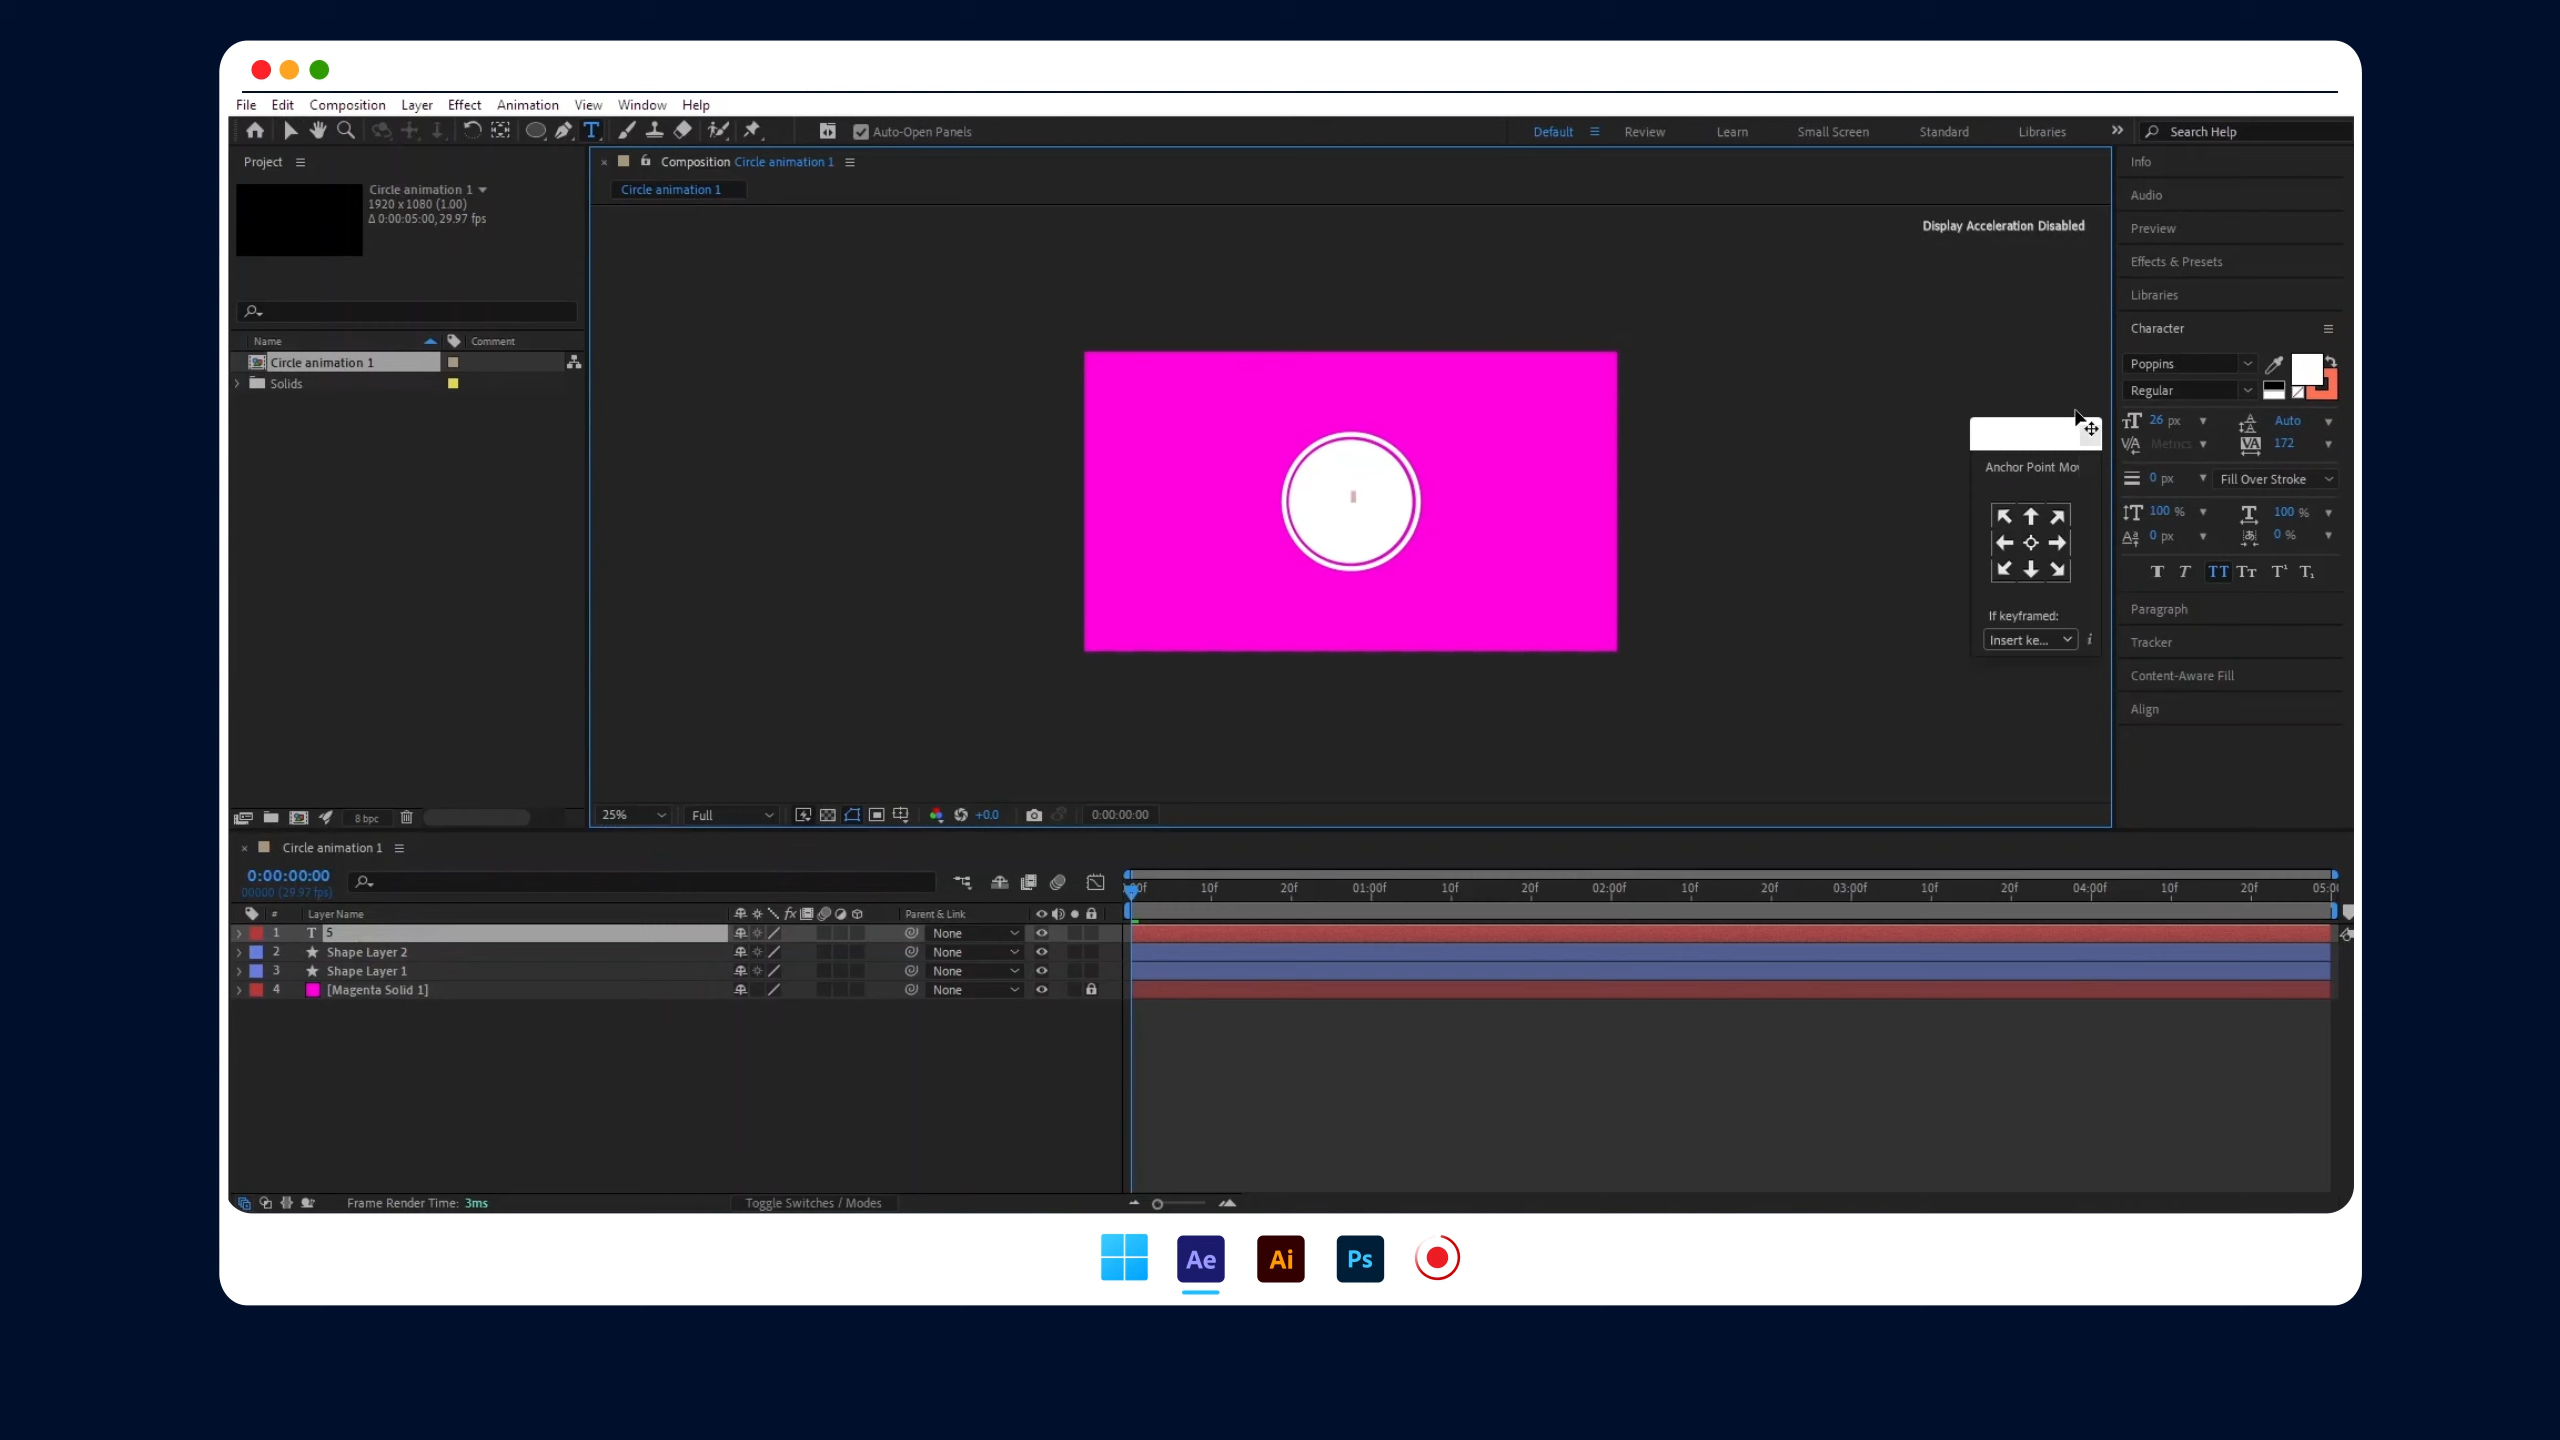 File Edit Composition Layer Effect Animation View Window Help
Auto-Open Panels Default Review Learn Small Screen Standard Libraries Search Help
Project
Circle animation 1
1920 x 1080 (1.00)
Δ 0:00:05:00, 29.97 fps
Name Comment
Circle animation 1
Solids
8 bpc
Composition Circle animation 1
Circle animation 1
Display Acceleration Disabled
Anchor Point Mov
If keyframed:
Insert ke...
25% Full +0.0 0:00:00:00
Info
Audio
Preview
Effects & Presets
Libraries
Character
Poppins
Regular
26 px Auto
Metrics 172
0 px Fill Over Stroke
100 % 100 %
0 px 0 %
T T TT Tт T¹ T₁
Paragraph
Tracker
Content-Aware Fill
Align
Circle animation 1
0:00:00:00
00000 (29.97 fps)
10f 20f 01:00f 10f 20f 02:00f 10f 20f 03:00f 10f 20f 04:00f 10f 20f 05:0
# Layer Name fx Parent & Link
1 T 5 None
2 Shape Layer 2 None
3 Shape Layer 1 None
4 [Magenta Solid 1] None
Frame Render Time: 3ms Toggle Switches / Modes
Ae Ai Ps